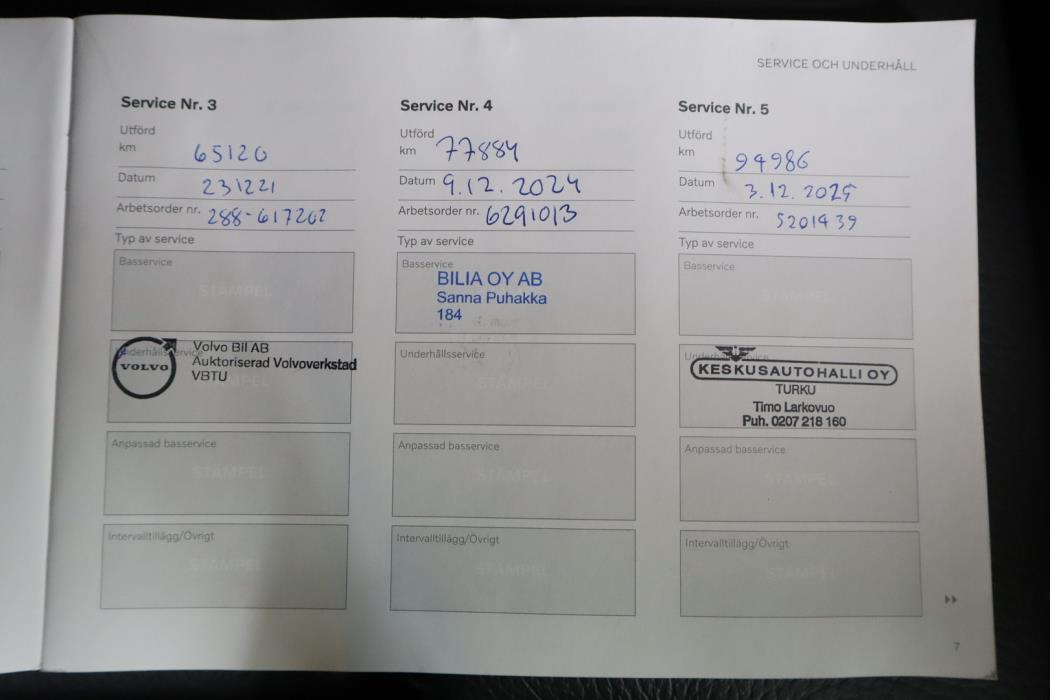 SERVICE OCH UNDERHÅLL
Service Nr. 3
Utförd
km 65120
Datum 231221
Arbetsorder nr. 288-617202
Typ av service
Basservice
STÄMPEL
Underhållsservice
VOLVO
Volvo Bil AB
Auktoriserad Volvoverkstad
VBTU
STÄMPEL
Anpassad basservice
STÄMPEL
Intervalltillägg/Övrigt
STÄMPEL
Service Nr. 4
Utförd
km 77884
Datum 9.12.2024
Arbetsorder nr. 6291013
Typ av service
Basservice
BILIA OY AB
Sanna Puhakka
184
Underhållsservice
STÄMPEL
Anpassad basservice
STÄMPEL
Intervalltillägg/Övrigt
STÄMPEL
Service Nr. 5
Utförd
km 94986
Datum 3.12.2025
Arbetsorder nr. 5201439
Typ av service
Basservice
STÄMPEL
Underhållsservice
KESKUSAUTOHALLI OY
TURKU
Timo Larkovuo
Puh. 0207 218 160
Anpassad basservice
STÄMPEL
Intervalltillägg/Övrigt
STÄMPEL
7